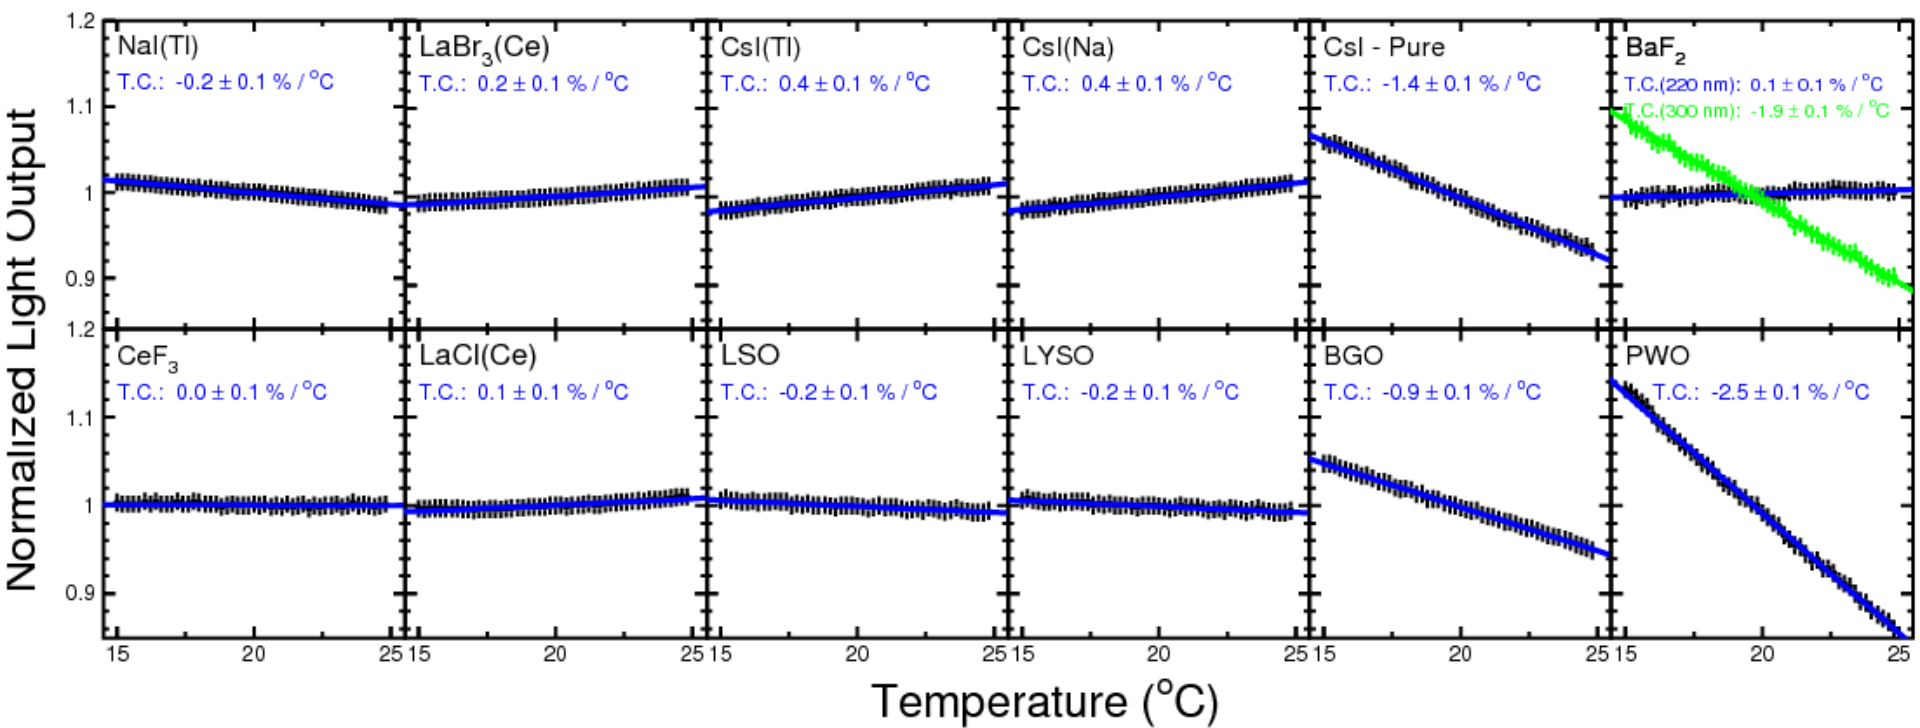 Normalized Light Output
1.2
1.1
1
0.9
NaI(Tl)
T.C.: -0.2 ± 0.1 % / °C
LaBr₃(Ce)
T.C.: 0.2 ± 0.1 % / °C
CsI(Tl)
T.C.: 0.4 ± 0.1 % / °C
CsI(Na)
T.C.: 0.4 ± 0.1 % / °C
CsI - Pure
T.C.: -1.4 ± 0.1 % / °C
BaF₂
T.C.(220 nm): 0.1 ± 0.1 % / °C
T.C.(300 nm): -1.9 ± 0.1 % / °C
1.2
1.1
1
0.9
CeF₃
T.C.: 0.0 ± 0.1 % / °C
LaCl(Ce)
T.C.: 0.1 ± 0.1 % / °C
LSO
T.C.: -0.2 ± 0.1 % / °C
LYSO
T.C.: -0.2 ± 0.1 % / °C
BGO
T.C.: -0.9 ± 0.1 % / °C
PWO
T.C.: -2.5 ± 0.1 % / °C
15 20 25 15 20 25 15 20 25 15 20 25 15 20 25 15 20 25
Temperature (°C)